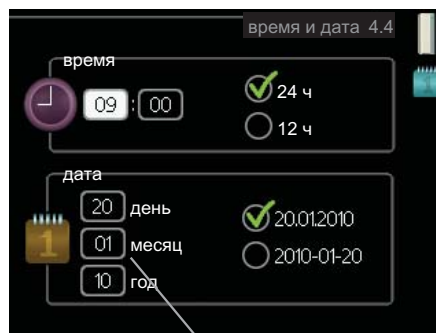 время и дата 4.4
время
09 : 00
24 ч
12 ч
дата
1
20 день
01 месяц
10 год
20.01.2010
2010-01-20